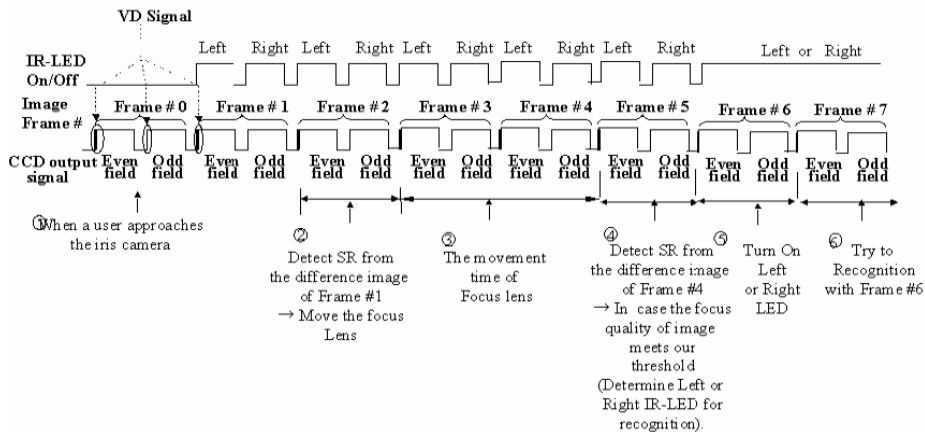 VD Signal
IR-LED
On/Off
Left Right Left Right Left Right Left Right Left Right Left or Right
Image
Frame #
Frame # 0 Frame # 1 Frame # 2 Frame # 3 Frame # 4 Frame # 5 Frame # 6 Frame # 7
CCD output
signal
Even Odd Even Odd Even Odd Even Odd Even Odd Even Odd Even Odd Even Odd
field field field field field field field field field field field field field field field field
①When a user approaches
the iris camera
②
Detect SR from
the difference image
of Frame #1
→ Move the focus
Lens
③
The movement
time of
Focus lens
④
Detect SR from
the difference image
of Frame #4
→ In case the focus
quality of image
meets our
threshold
(Determine Left or
Right IR-LED for
recognition).
⑤
Turn On
Left
or Right
LED
⑥
Try to
Recognition
with Frame #6